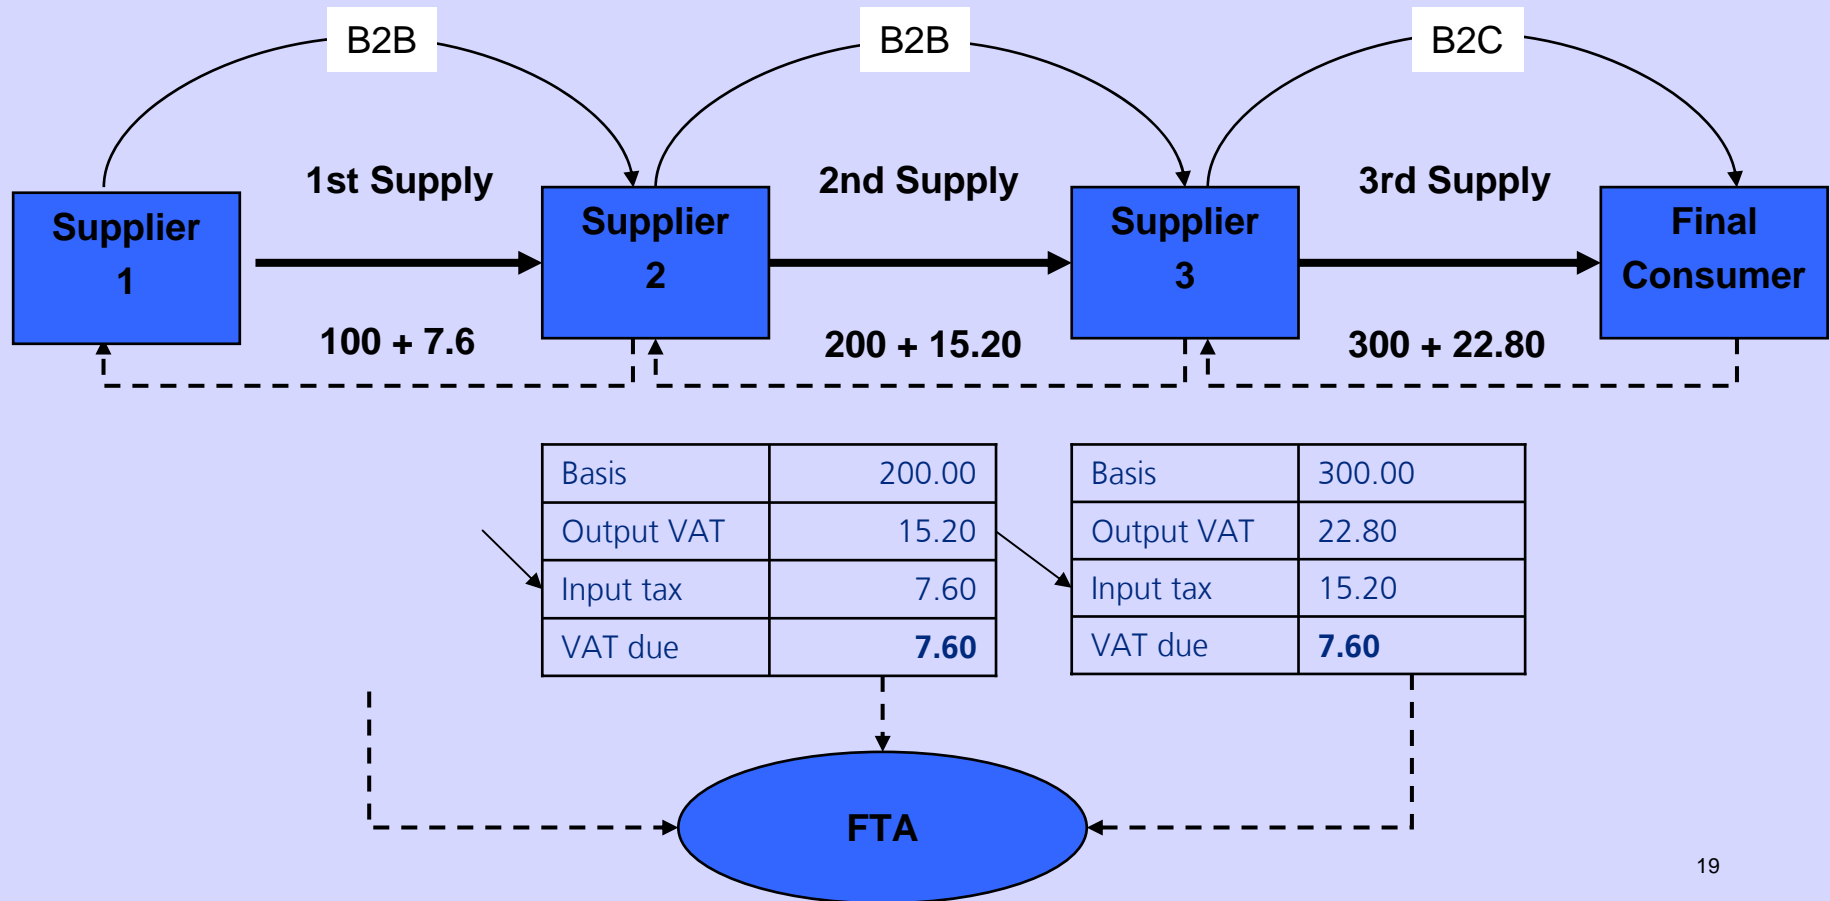 B2B
B2B
B2C
1st Supply
2nd Supply
3rd Supply
Supplier
1
Supplier
2
Supplier
3
Final
Consumer
100 + 7.6
200 + 15.20
300 + 22.80
Basis 200.00
Output VAT 15.20
Input tax 7.60
VAT due 7.60
Basis 300.00
Output VAT 22.80
Input tax 15.20
VAT due 7.60
FTA
19